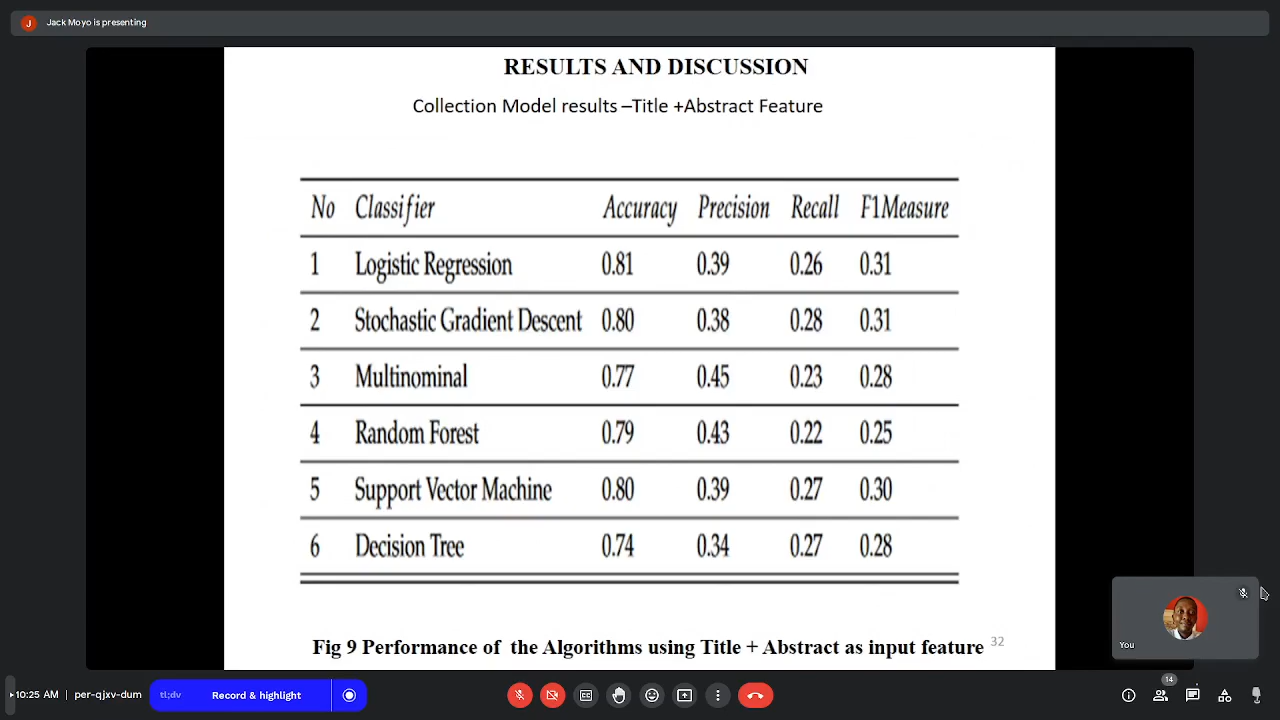 Jack Moyo is presenting
RESULTS AND DISCUSSION
Collection Model results –Title +Abstract Feature
No Classifier Accuracy Precision Recall F1Measure
1 Logistic Regression 0.81 0.39 0.26 0.31
2 Stochastic Gradient Descent 0.80 0.38 0.28 0.31
3 Multinominal 0.77 0.45 0.23 0.28
4 Random Forest 0.79 0.43 0.22 0.25
5 Support Vector Machine 0.80 0.39 0.27 0.30
6 Decision Tree 0.74 0.34 0.27 0.28
Fig 9 Performance of the Algorithms using Title + Abstract as input feature 32
J
You
10:25 AM | per-qjxv-dum
tl;dv Record & highlight
14